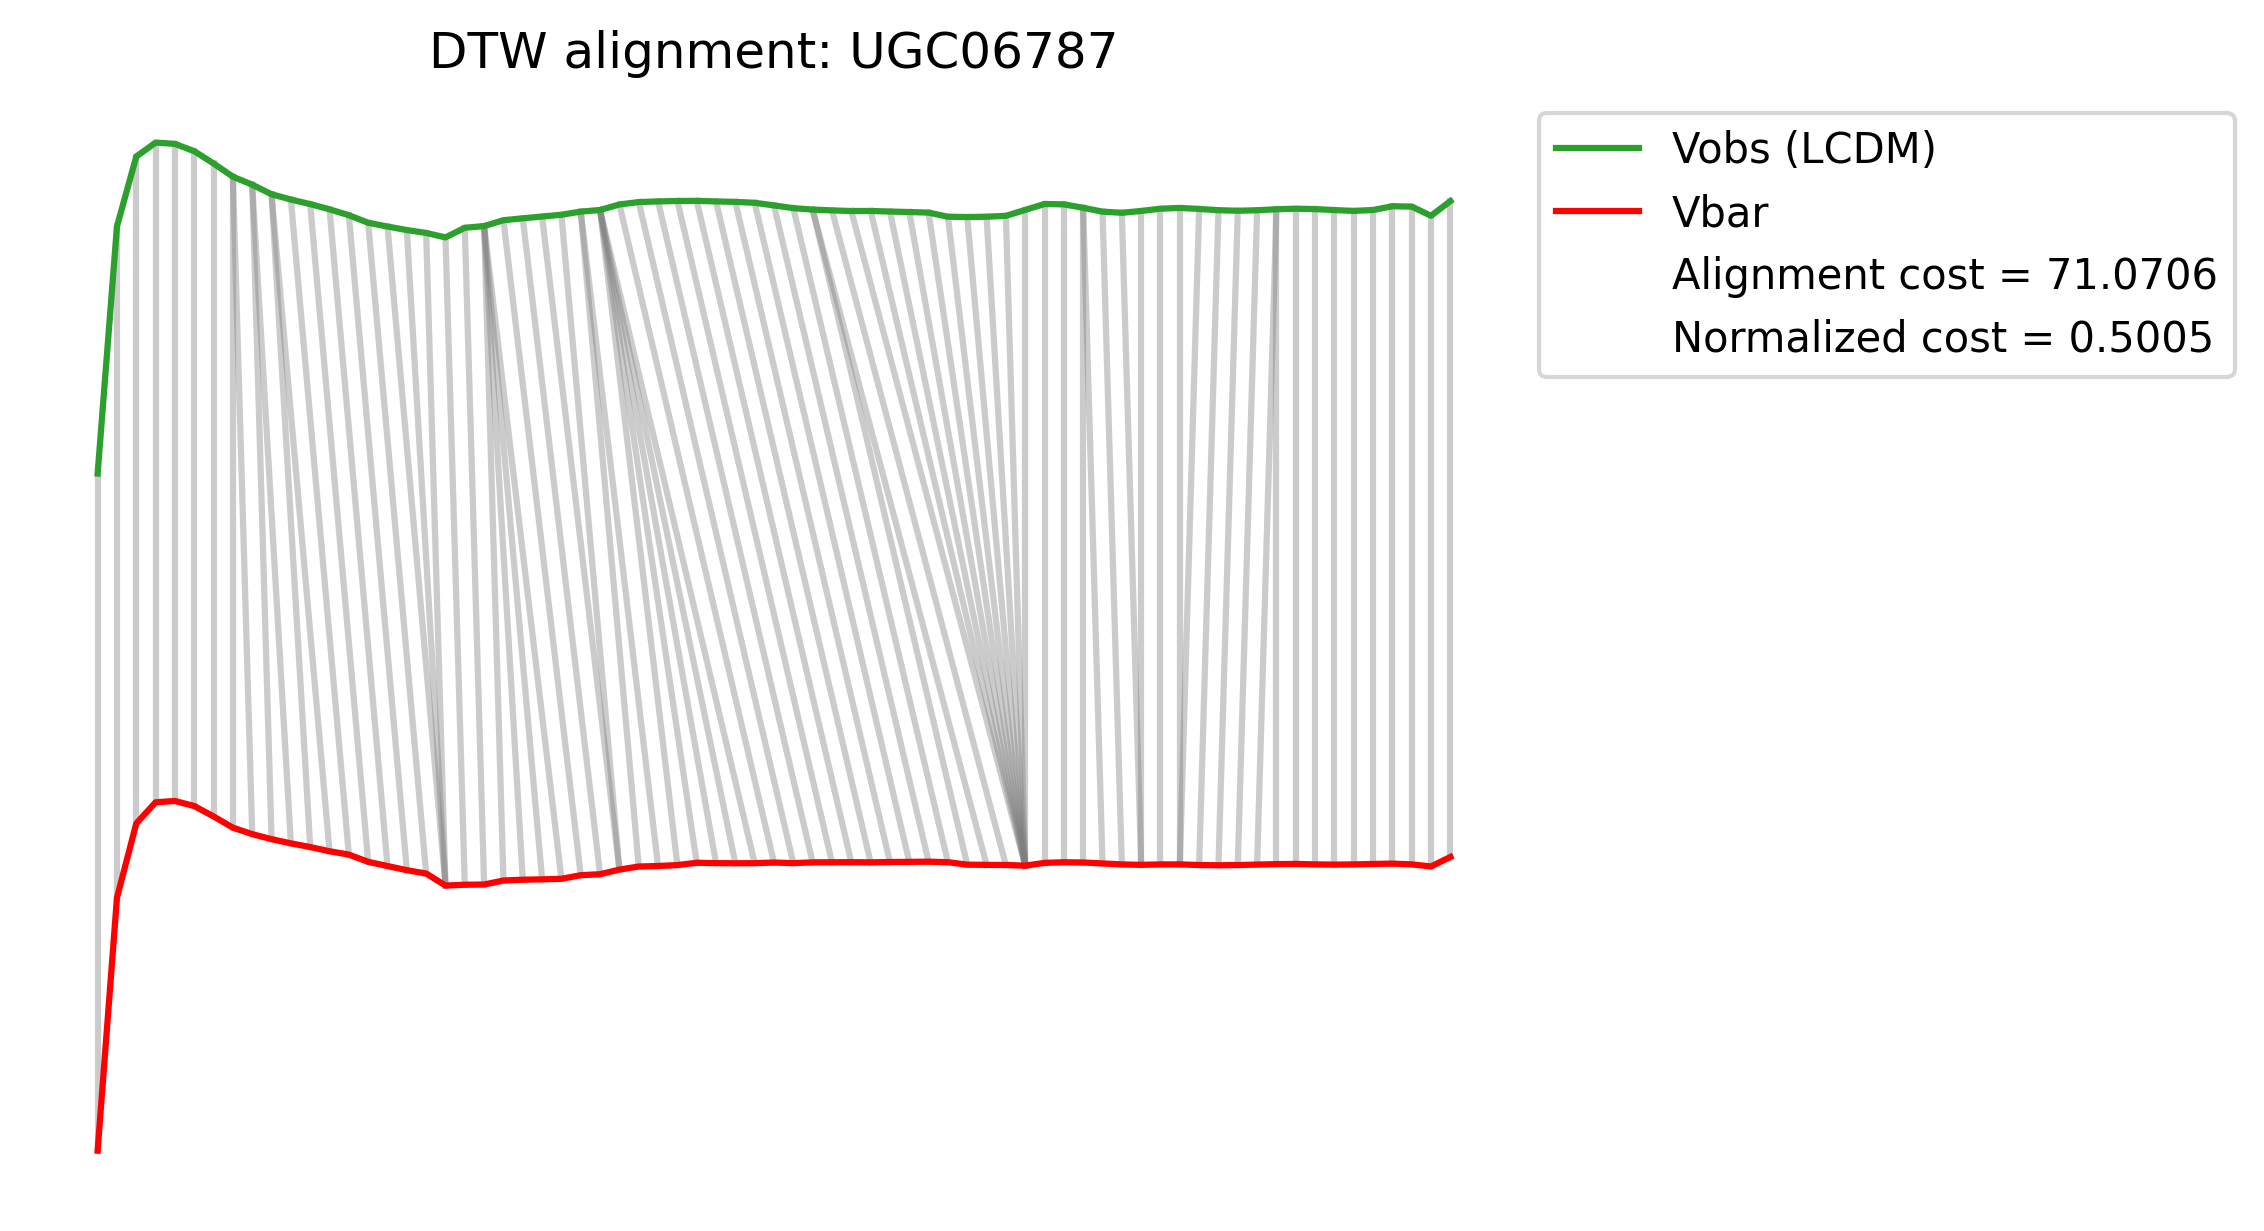 DTW alignment: UGC06787
Vobs (LCDM)
Vbar
Alignment cost = 71.0706
Normalized cost = 0.5005